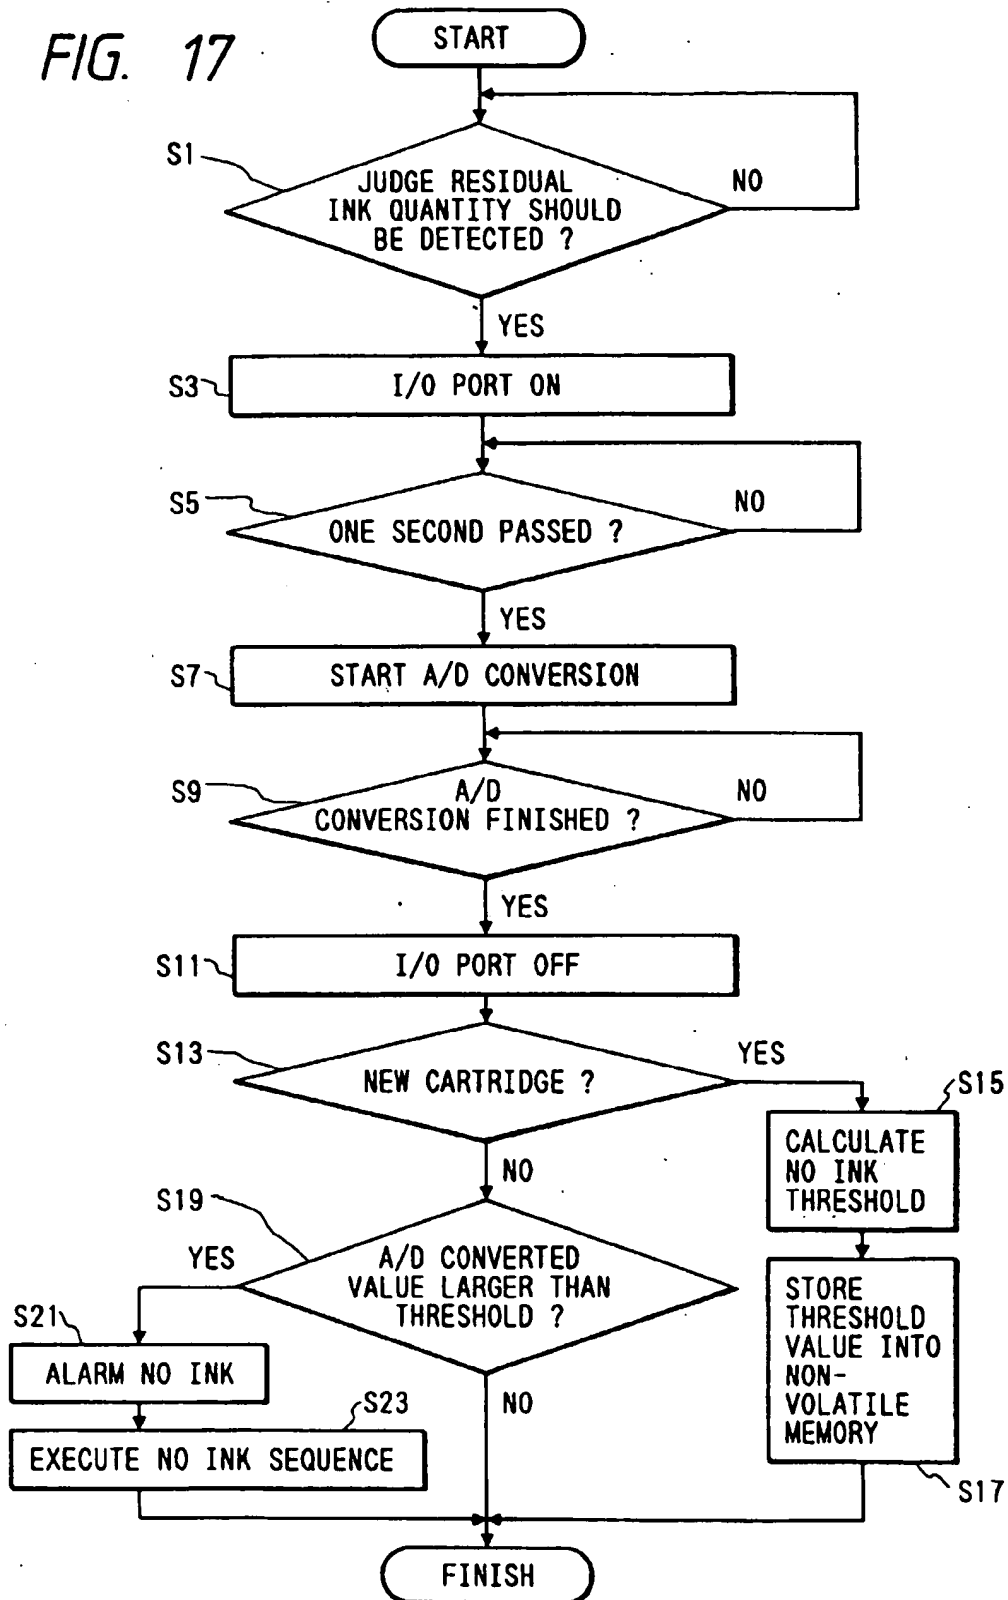 FIG. 17
START
S1
JUDGE RESIDUAL
INK QUANTITY SHOULD
BE DETECTED ?
NO
YES
S3
I/O PORT ON
S5
ONE SECOND PASSED ?
NO
YES
S7
START A/D CONVERSION
S9
A/D
CONVERSION FINISHED ?
NO
YES
S11
I/O PORT OFF
S13
NEW CARTRIDGE ?
YES
NO
S15
CALCULATE
NO INK
THRESHOLD
S19
YES
A/D CONVERTED
VALUE LARGER THAN
THRESHOLD ?
NO
STORE
THRESHOLD
VALUE INTO
NON-
VOLATILE
MEMORY
S17
S21
ALARM NO INK
S23
EXECUTE NO INK SEQUENCE
FINISH